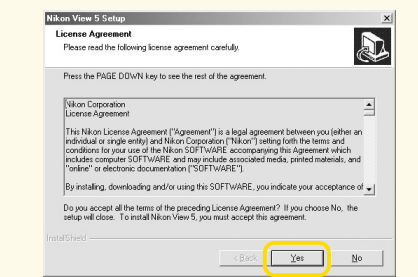 Nikon View 5 Setup
License Agreement
Please read the following license agreement carefully.
Press the PAGE DOWN key to see the rest of the agreement.
Nikon Corporation
License Agreement
This Nikon License Agreement ("Agreement") is a legal agreement between you (either an
individual or single entity) and Nikon Corporation ("Nikon") setting forth the terms and
conditions for your use of the Nikon SOFTWARE accompanying this Agreement which
includes computer SOFTWARE and may include associated media, printed materials, and
"online" or electronic documentation ("SOFTWARE").
By installing, downloading and/or using this SOFTWARE, you indicate your acceptance of
Do you accept all the terms of the preceding License Agreement? If you choose No, the
setup will close. To install Nikon View 5, you must accept this agreement.
InstallShield
< Back Yes No